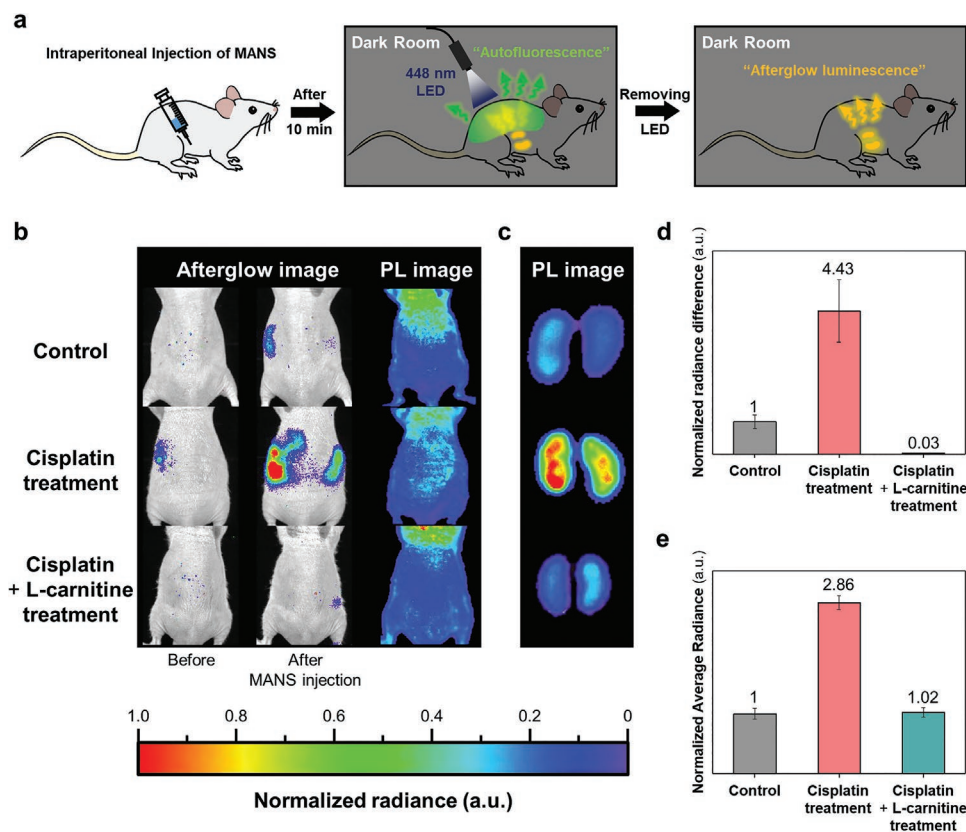 a
Intraperitoneal Injection of MANS
After
10 min
Dark Room
"Autofluorescence"
448 nm
LED
Removing
LED
Dark Room
"Afterglow luminescence"
b
Afterglow image
PL image
Control
Cisplatin
treatment
Cisplatin
+ L-carnitine
treatment
Before
After
MANS injection
c
PL image
1.0
0.8
0.6
0.4
0.2
0
Normalized radiance (a.u.)
d
Normalized radiance difference (a.u.)
1
4.43
0.03
Control
Cisplatin
treatment
Cisplatin
+ L-carnitine
treatment
e
Normalized Average Radiance (a.u.)
1
2.86
1.02
Control
Cisplatin
treatment
Cisplatin
+ L-carnitine
treatment